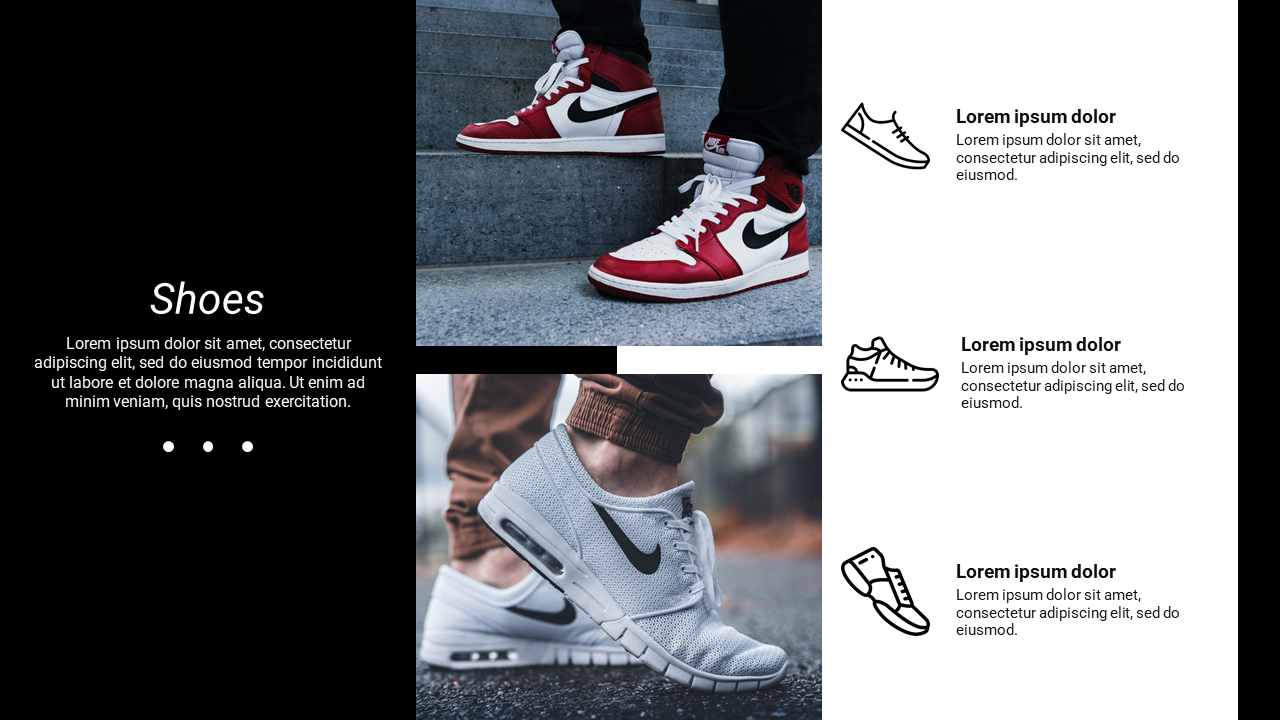 Shoes
Lorem ipsum dolor sit amet, consectetur
adipiscing elit, sed do eiusmod tempor incididunt
ut labore et dolore magna aliqua. Ut enim ad
minim veniam, quis nostrud exercitation.
NIKE
Lorem ipsum dolor
Lorem ipsum dolor sit amet,
consectetur adipiscing elit, sed do
eiusmod.
Lorem ipsum dolor
Lorem ipsum dolor sit amet,
consectetur adipiscing elit, sed do
eiusmod.
Lorem ipsum dolor
Lorem ipsum dolor sit amet,
consectetur adipiscing elit, sed do
eiusmod.